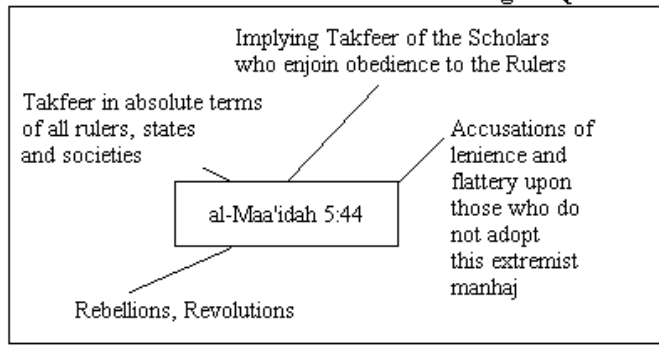 Implying Takfeer of the Scholars
who enjoin obedience to the Rulers
Takfeer in absolute terms
of all rulers, states
and societies
Accusations of
lenience and
flattery upon
those who do
not adopt
this extremist
manhaj
al-Maa'idah 5:44
Rebellions, Revolutions